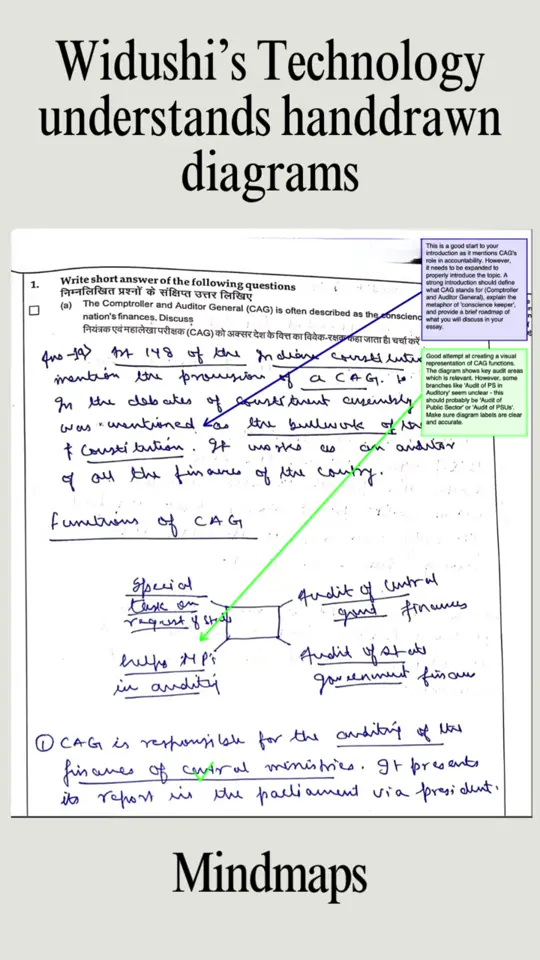 Widushi's Technology
understands handdrawn
diagrams
This is a good start to your
introduction as it mentions CAG's
role in accountability. However,
it needs to be expanded to
properly introduce the topic. A
strong introduction should define
what CAG stands for (Comptroller
and Auditor General), explain the
metaphor of 'conscience keeper',
and provide a brief roadmap of
what you will discuss in your
essay.
Good attempt at creating a visual
representation of CAG functions.
The diagram shows key audit areas
which is relevant. However, some
branches like 'Audit of PS in
Auditory' seem unclear - this
should probably be 'Audit of
Public Sector' or 'Audit of PSUs'.
Make sure diagram labels are clear
and accurate.
1. Write short answer of the following questions
निम्नलिखित प्रश्नों के संक्षिप्त उत्तर लिखिए
(a) The Comptroller and Auditor General (CAG) is often described as the conscience
nation's finances. Discuss
नियंत्रक एवं महालेखा परीक्षक (CAG) को अक्सर देश के वित्त का विवेक-रक्षक कहा जाता है। चर्चा करें
148 of the Indian
mention the provision of a CAG.
In the debates of constituent assembly
was mentioned as the bulwork of
constitution. It works as an auditor
of all the finances of the country.
functions of CAG
Special
task on
request of
Audit of central
govt finances
helps MP's
in
Audit of state
government
① CAG is responsible for the auditing of the
finances of central ministries. It presents
its report in the parliament via president.
Mindmaps